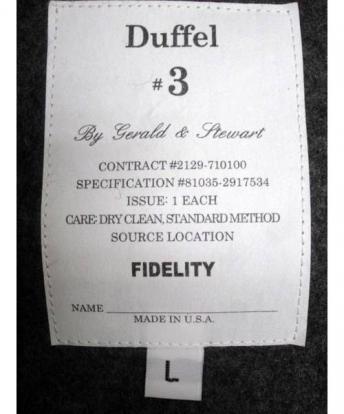 Duffel
#3
By Gerald & Stewart
CONTRACT #2129-710100
SPECIFICATION #81035-2917534
ISSUE: 1 EACH
CARE: DRY CLEAN, STANDARD METHOD
SOURCE LOCATION
FIDELITY
NAME
MADE IN U.S.A.
L